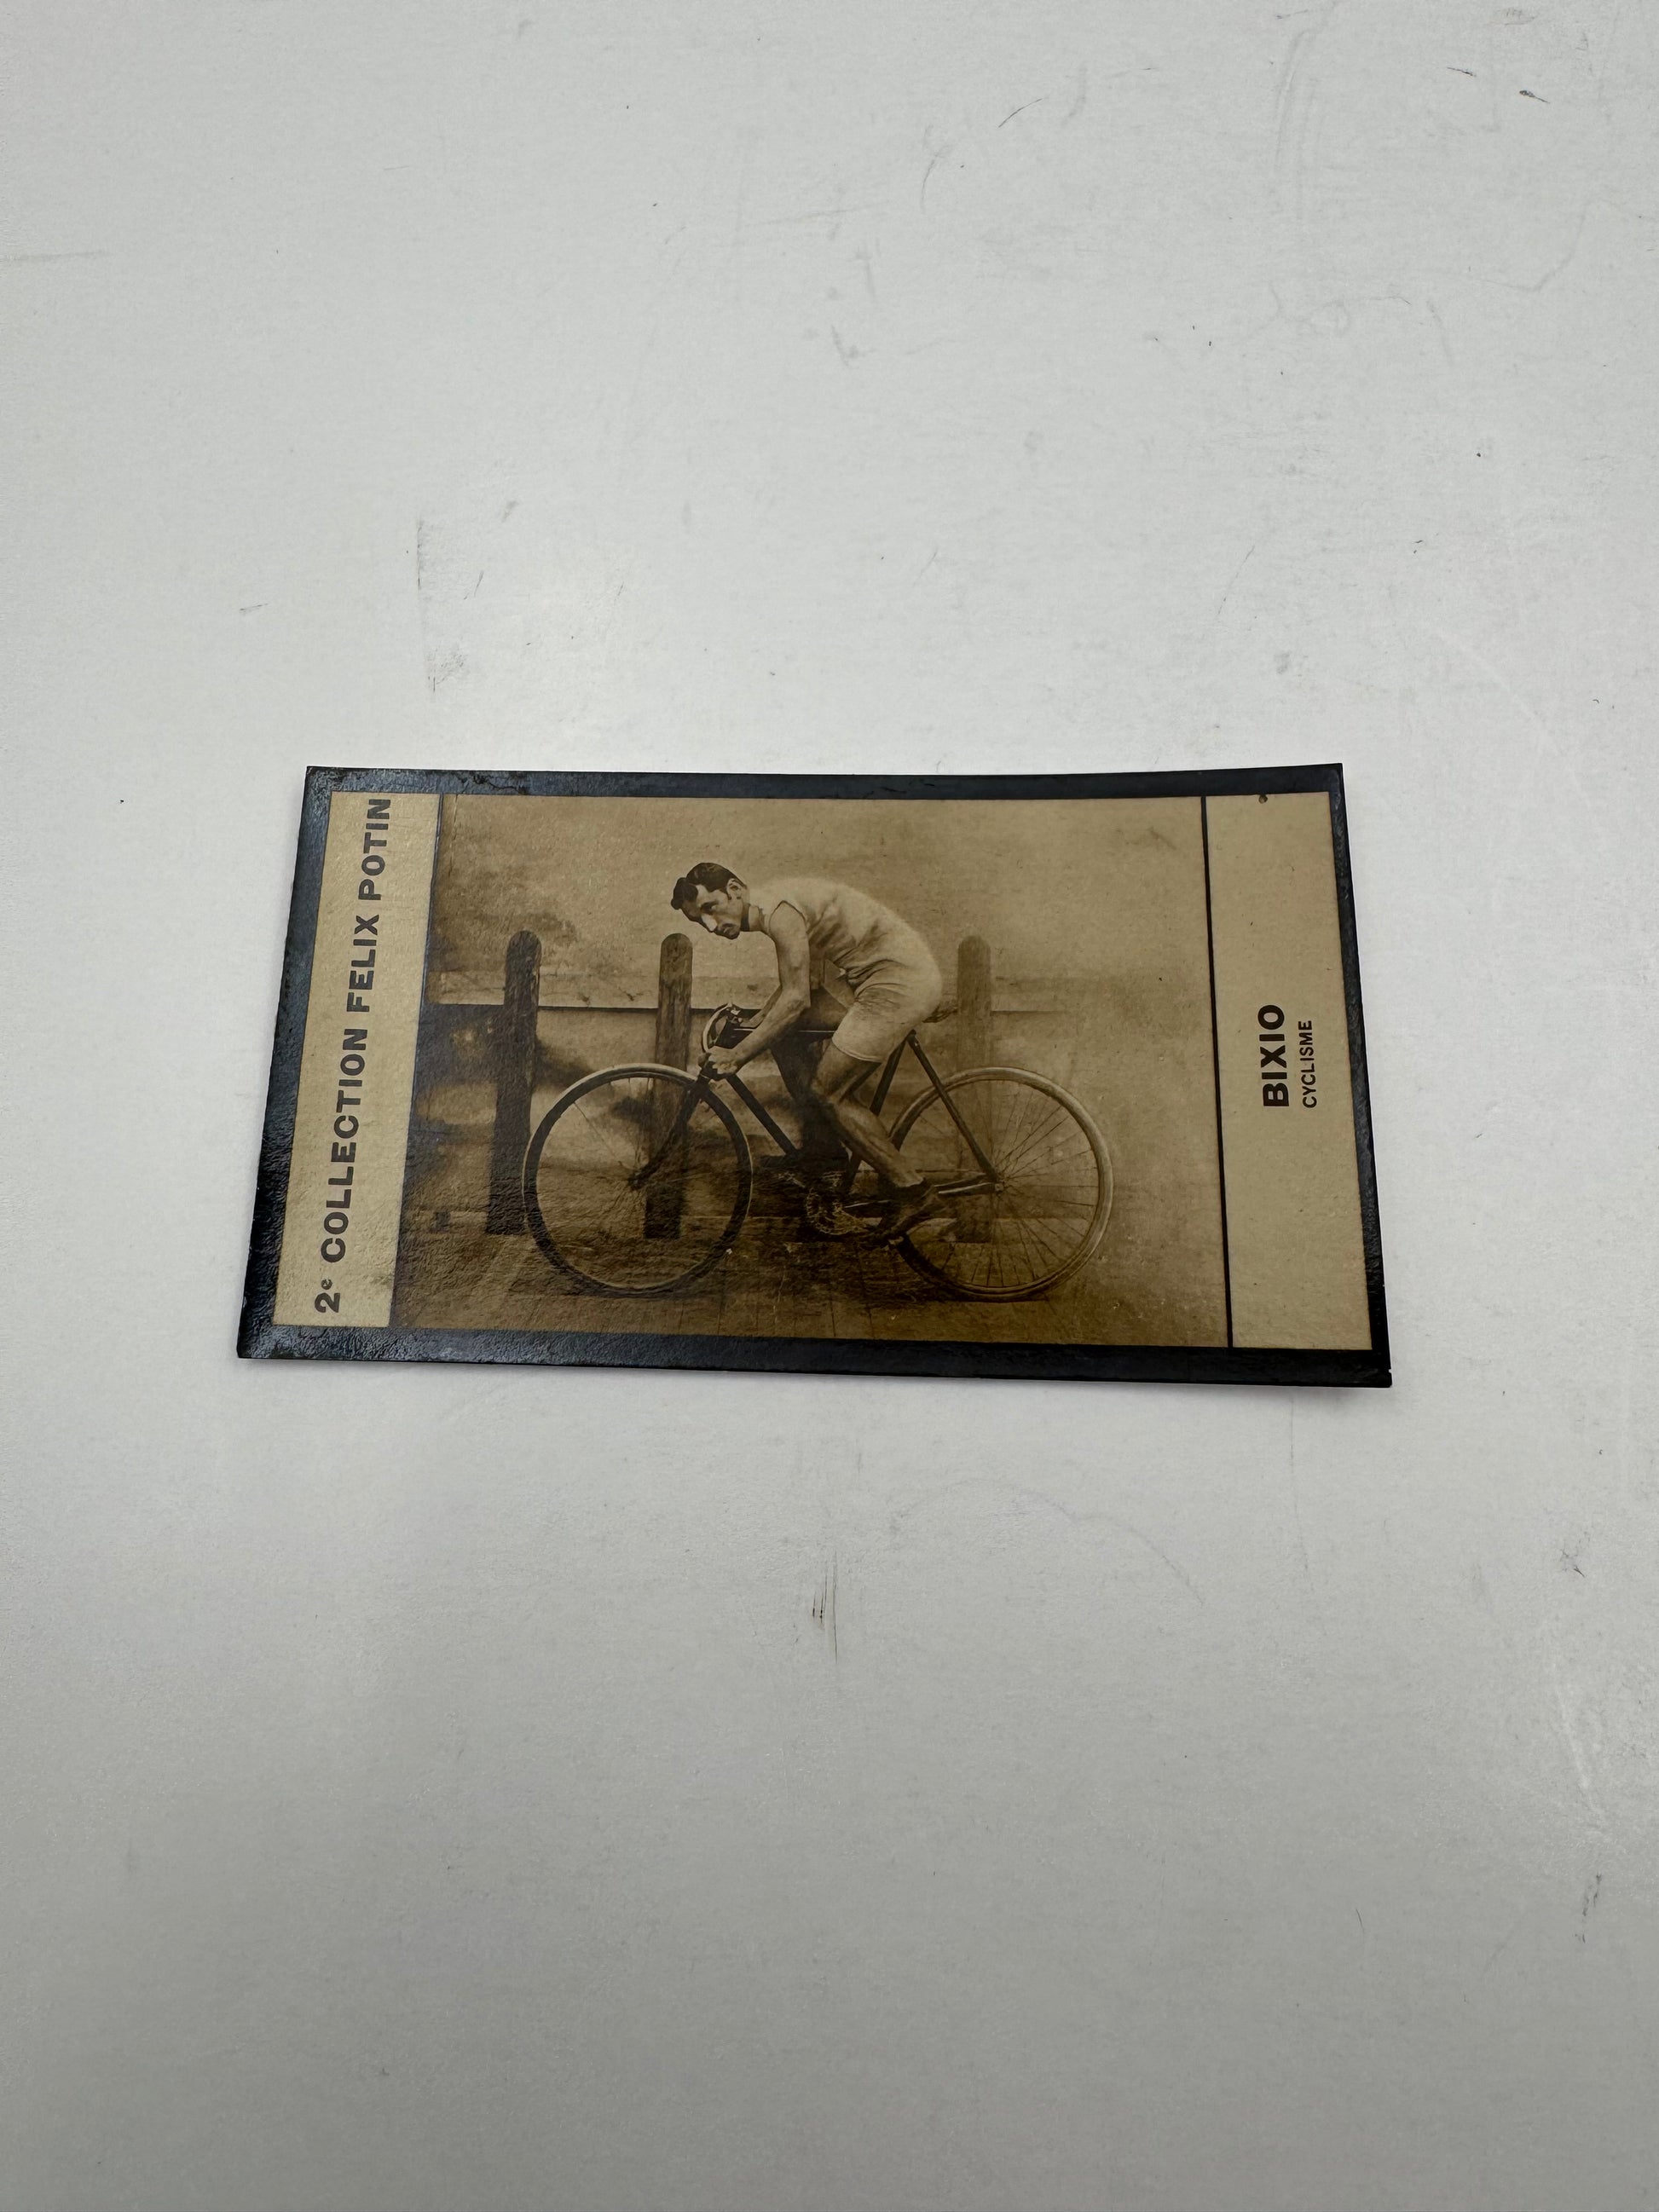 2e COLLECTION FELIX POTIN
BIXIO
CYCLISME